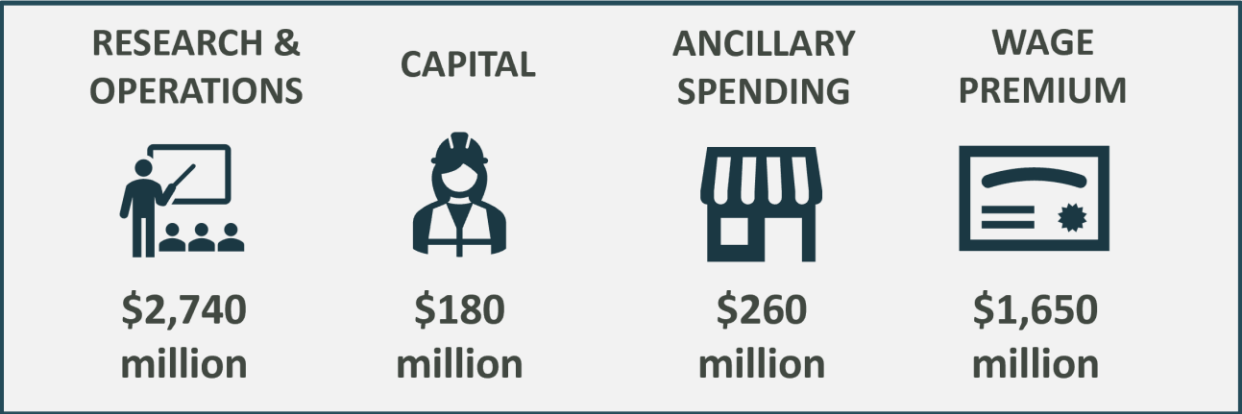 RESEARCH &
OPERATIONS
$2,740
million
CAPITAL
$180
million
ANCILLARY
SPENDING
$260
million
WAGE
PREMIUM
$1,650
million